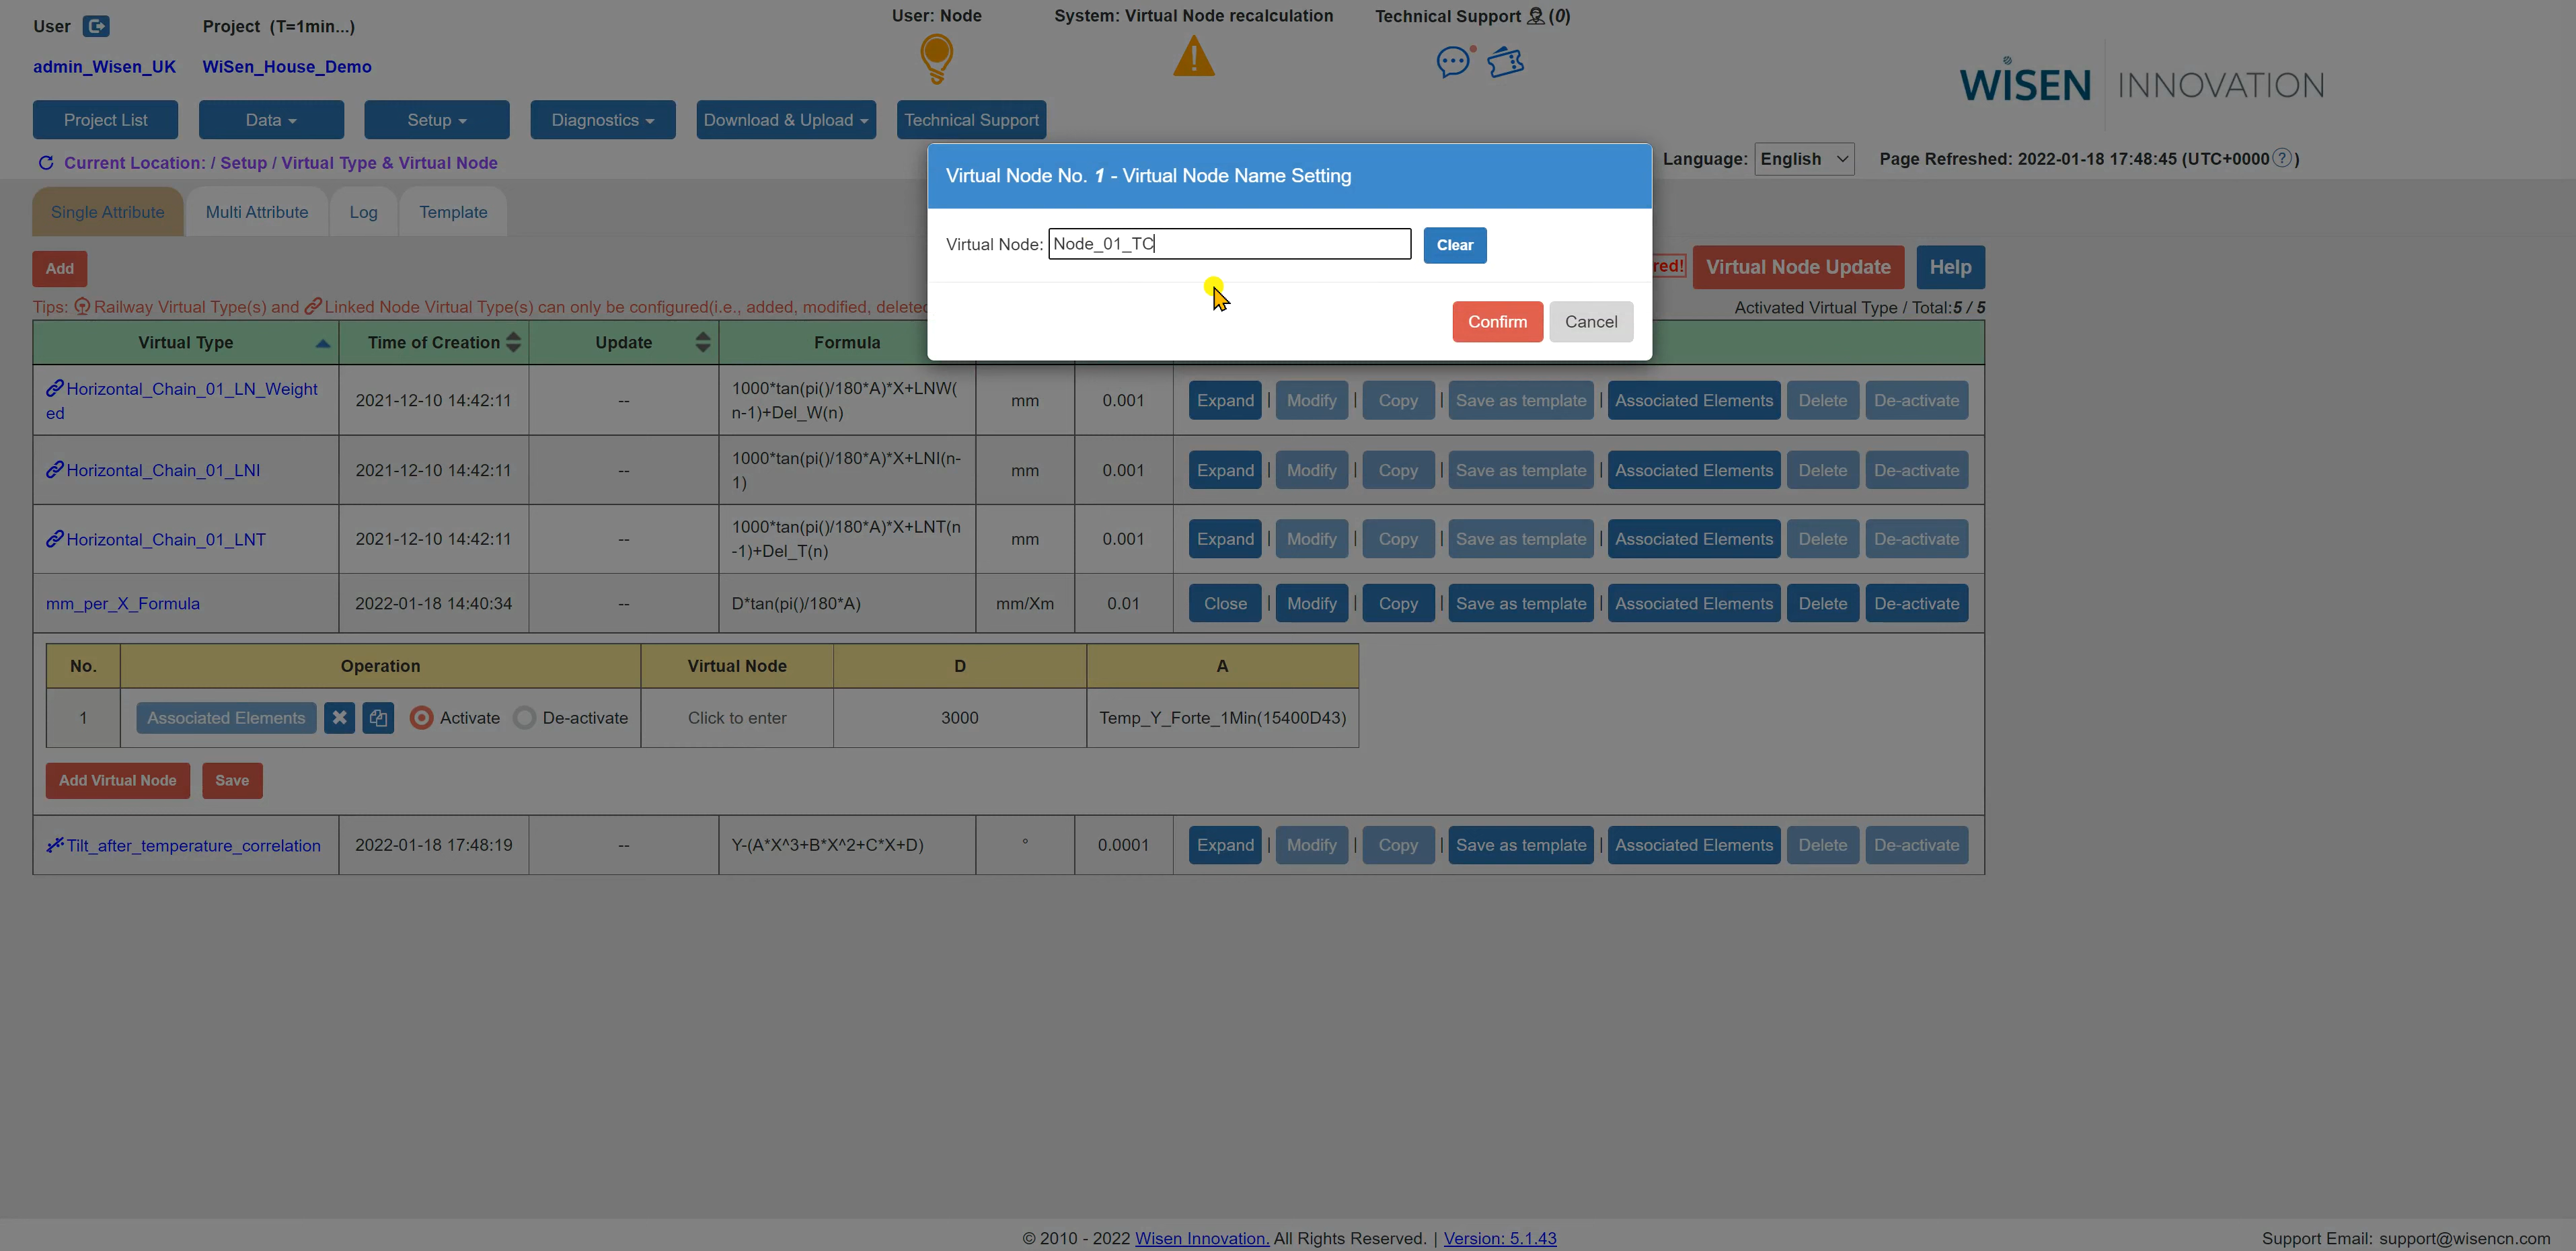 User
Project (T=1min...)
User: Node
System: Virtual Node recalculation
Technical Support (0)
admin_Wisen_UK
WiSen_House_Demo
WiSEN INNOVATION
Project List
Data
Setup
Diagnostics
Download & Upload
Technical Support
Current Location: / Setup / Virtual Type & Virtual Node
Language: English
Page Refreshed: 2022-01-18 17:48:45 (UTC+0000 ? )
Virtual Node No. 1 - Virtual Node Name Setting
Virtual Node: Node_01_TC
Clear
Confirm
Cancel
Single Attribute
Multi Attribute
Log
Template
Add
red!
Virtual Node Update
Help
Tips: Railway Virtual Type(s) and Linked Node Virtual Type(s) can only be configured(i.e., added, modified, deleted
Activated Virtual Type / Total:5 / 5
Virtual Type
Time of Creation
Update
Formula
Horizontal_Chain_01_LN_Weight
ed
2021-12-10 14:42:11
--
1000*tan(pi()/180*A)*X+LNW(
n-1)+Del_W(n)
mm
0.001
Expand | Modify | Copy | Save as template | Associated Elements Delete De-activate
Horizontal_Chain_01_LNI
2021-12-10 14:42:11
--
1000*tan(pi()/180*A)*X+LNI(n-
1)
mm
0.001
Expand | Modify | Copy | Save as template | Associated Elements Delete De-activate
Horizontal_Chain_01_LNT
2021-12-10 14:42:11
--
1000*tan(pi()/180*A)*X+LNT(n
-1)+Del_T(n)
mm
0.001
Expand | Modify | Copy | Save as template | Associated Elements Delete De-activate
mm_per_X_Formula
2022-01-18 14:40:34
--
D*tan(pi()/180*A)
mm/Xm
0.01
Close | Modify | Copy | Save as template | Associated Elements Delete De-activate
No.
Operation
Virtual Node
D
A
1
Associated Elements
Activate
De-activate
Click to enter
3000
Temp_Y_Forte_1Min(15400D43)
Add Virtual Node
Save
Tilt_after_temperature_correlation
2022-01-18 17:48:19
--
Y-(A*X^3+B*X^2+C*X+D)
°
0.0001
Expand | Modify | Copy | Save as template | Associated Elements Delete De-activate
© 2010 - 2022 Wisen Innovation. All Rights Reserved. | Version: 5.1.43
Support Email: support@wisencn.com